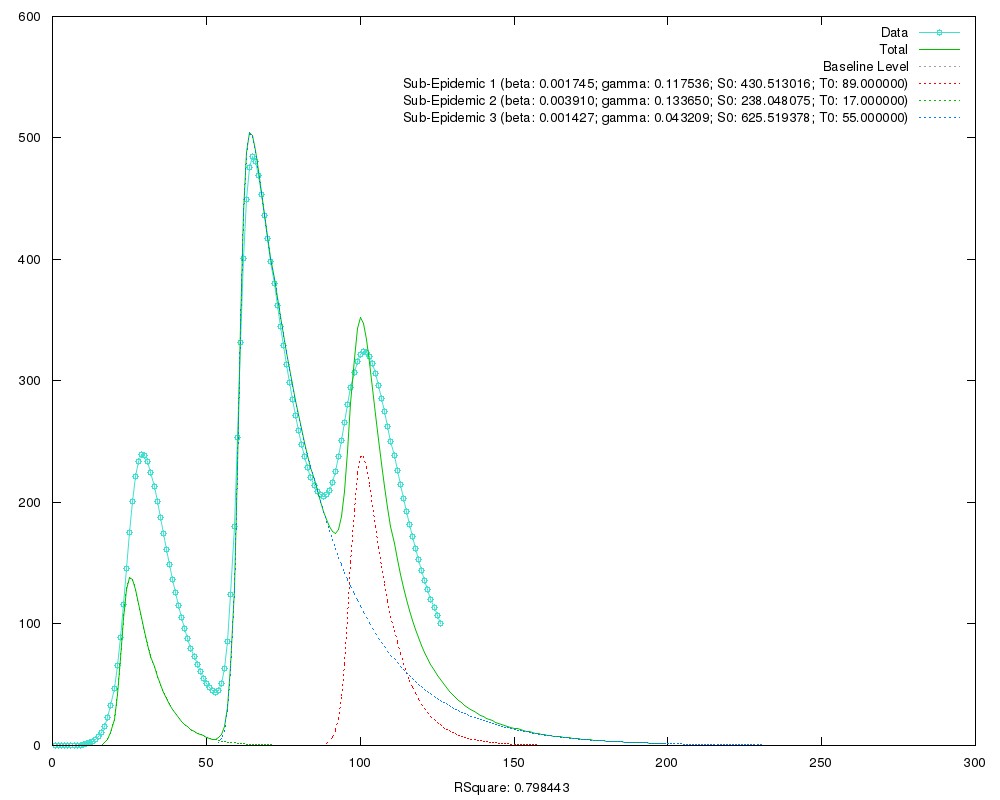 600
500
400
300
200
100
0
0 50 100 150 200 250 300
Data
Total
Baseline Level
Sub-Epidemic 1 (beta: 0.001745; gamma: 0.117536; S0: 430.513016; T0: 89.000000)
Sub-Epidemic 2 (beta: 0.003910; gamma: 0.133650; S0: 238.048075; T0: 17.000000)
Sub-Epidemic 3 (beta: 0.001427; gamma: 0.043209; S0: 625.519378; T0: 55.000000)
RSquare: 0.798443